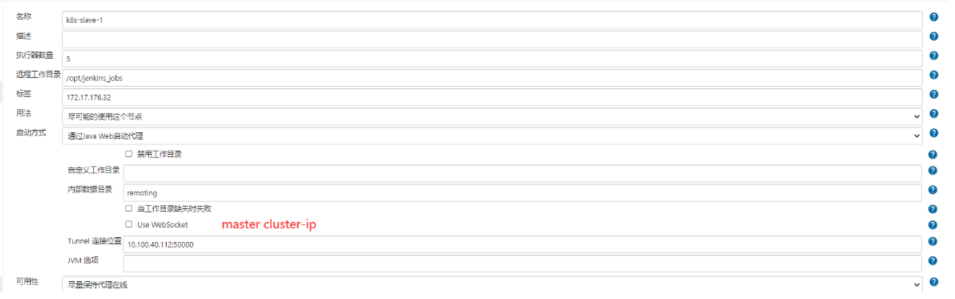 名称 k8s-slave-1
描述
执行器数量 5
远程工作目录 /opt/jenkins_jobs
标签 172.17.176.32
用法 尽可能的使用这个节点
启动方式 通过Java Web启动代理
禁用工作目录
自定义工作目录
内部数据目录 remoting
当工作目录缺失时失败
Use WebSocket master cluster-ip
Tunnel 连接位置 10.100.40.112:50000
JVM 选项
可用性 尽量保持代理在线